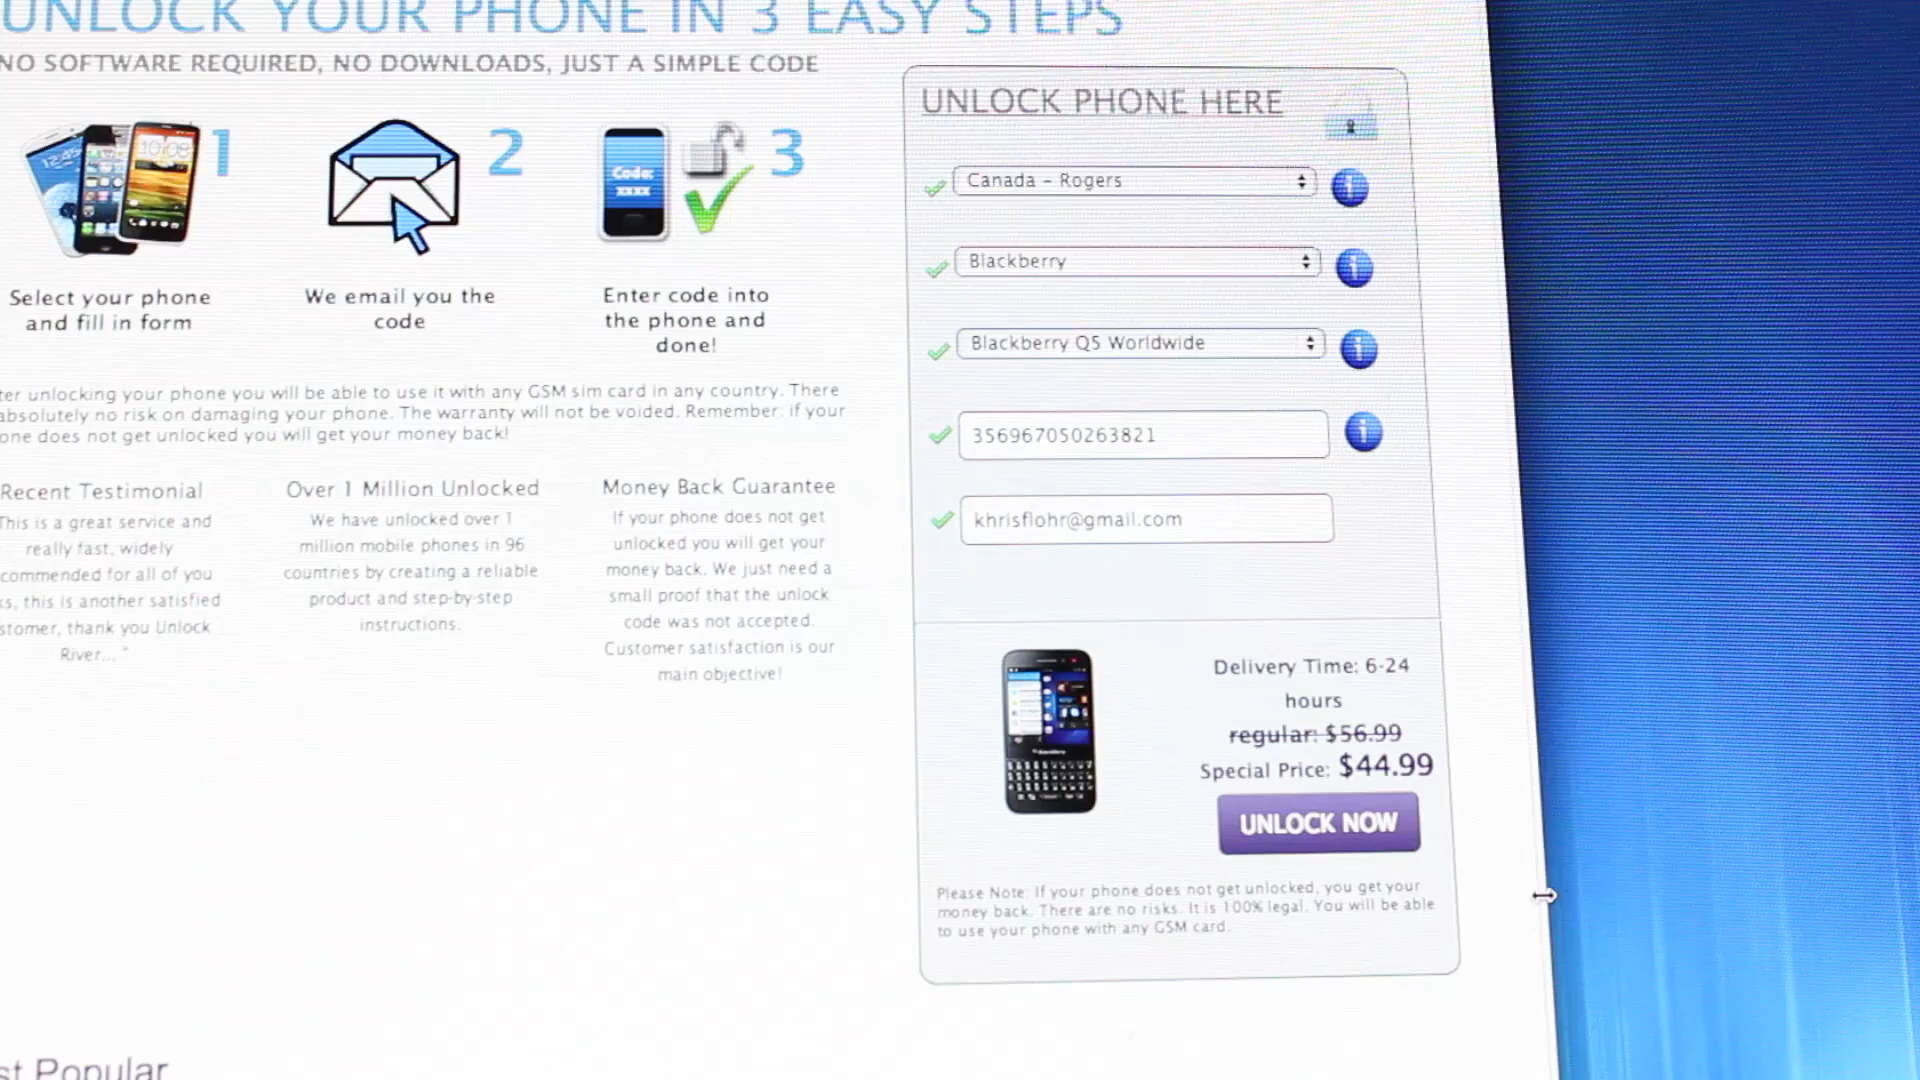 UNLOCK YOUR PHONE IN 3 EASY STEPS
NO SOFTWARE REQUIRED, NO DOWNLOADS, JUST A SIMPLE CODE
1
2
3
12:45
10:08
Code:
xxxx
Select your phone
and fill in form
We email you the
code
Enter code into
the phone and
done!
ter unlocking your phone you will be able to use it with any GSM sim card in any country. There
absolutely no risk on damaging your phone. The warranty will not be voided. Remember: if your
one does not get unlocked you will get your money back!
Recent Testimonial
This is a great service and
really fast, widely
commended for all of you
ks, this is another satisfied
stomer, thank you Unlock
River... "
Over 1 Million Unlocked
We have unlocked over 1
million mobile phones in 96
countries by creating a reliable
product and step-by-step
instructions.
Money Back Guarantee
If your phone does not get
unlocked you will get your
money back. We just need a
small proof that the unlock
code was not accepted.
Customer satisfaction is our
main objective!
st Popular
UNLOCK PHONE HERE
Canada - Rogers
Blackberry
Blackberry Q5 Worldwide
356967050263821
khrisflohr@gmail.com
Delivery Time: 6-24
hours
regular: $56.99
Special Price: $44.99
UNLOCK NOW
Please Note: If your phone does not get unlocked, you get your
money back. There are no risks. It is 100% legal. You will be able
to use your phone with any GSM card.